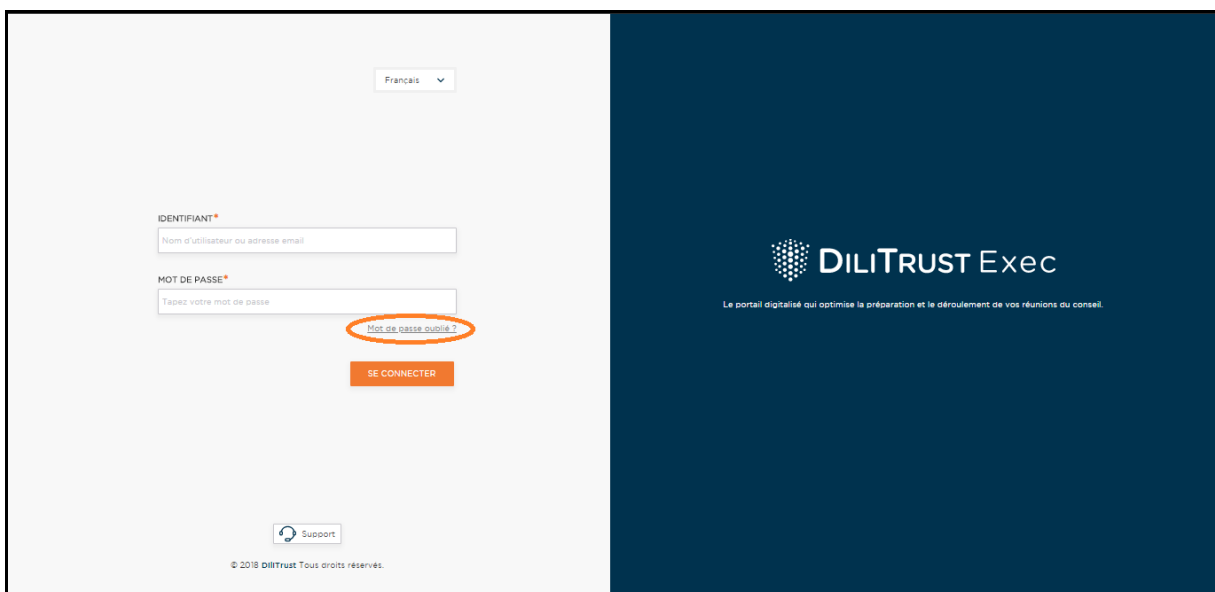 Français
IDENTIFIANT*
Nom d'utilisateur ou adresse email
MOT DE PASSE*
Tapez votre mot de passe
Mot de passe oublié ?
SE CONNECTER
Support
© 2018 DiliTrust Tous droits réservés.
DILITRUST Exec
Le portail digitalisé qui optimise la préparation et le déroulement de vos réunions du conseil.